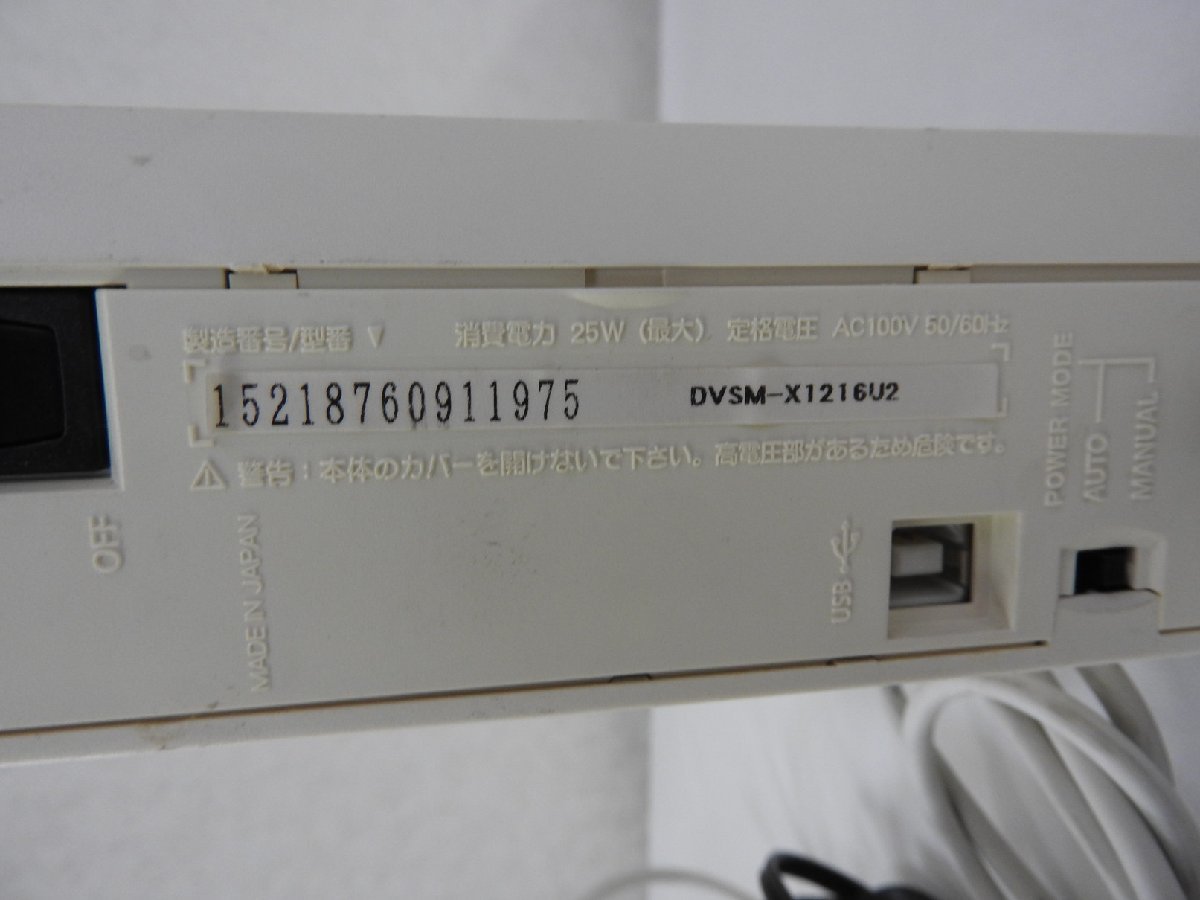 製造番号/型番 ▽ 消費電力 25W (最大) 定格電圧 AC100V 50/60Hz
15218760911975 DVSM-X1216U2
⚠ 警告:本体のカバーを開けないで下さい。高電圧部があるため危険です。
OFF
MADE IN JAPAN
USB
POWER MODE
AUTO
MANUAL